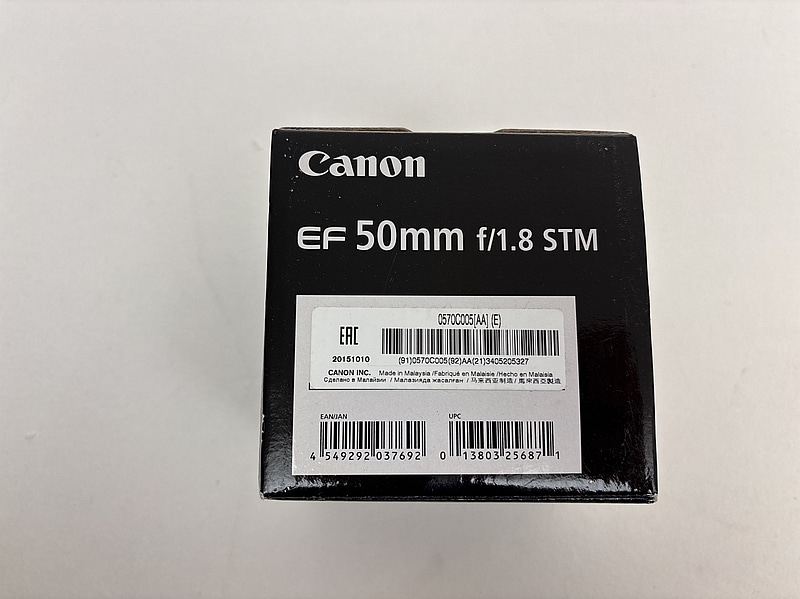 Canon
EF 50mm f/1.8 STM
0570C005[AA] (E)
EAC
20151010
(91)0570C005(92)AA(21)3405205327
CANON INC. Made in Malaysia /Fabriqué en Malaisie /Hecho en Malaisia
Сделано в Малайзии / Малазияда жасалған / 马来西亚制造 / 馬來西亞製造
EAN/JAN
UPC
4 549292 037692
0 13803 25687 1